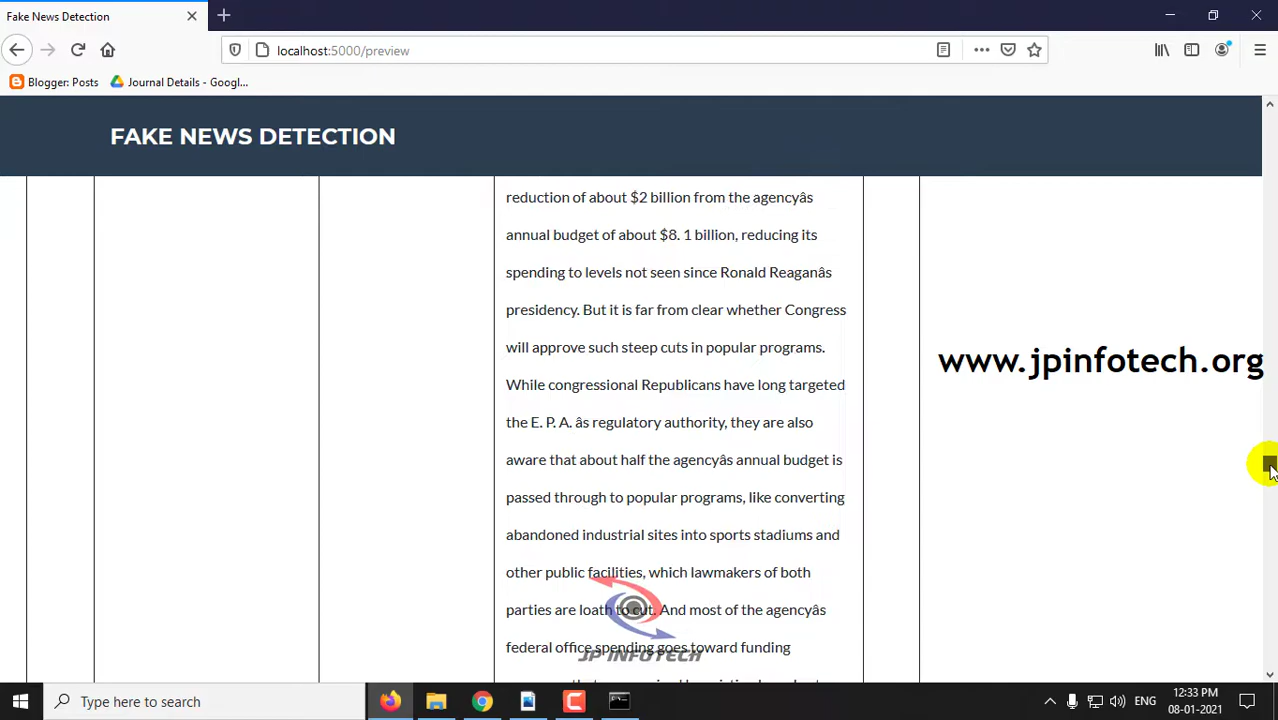 Fake News Detection
localhost:5000/preview
Blogger: Posts
Journal Details - Googl...
FAKE NEWS DETECTION
reduction of about $2 billion from the agencyâs
annual budget of about $8. 1 billion, reducing its
spending to levels not seen since Ronald Reaganâs
presidency. But it is far from clear whether Congress
will approve such steep cuts in popular programs.
While congressional Republicans have long targeted
the E. P. A. âs regulatory authority, they are also
aware that about half the agencyâs annual budget is
passed through to popular programs, like converting
abandoned industrial sites into sports stadiums and
other public facilities, which lawmakers of both
parties are loath to cut. And most of the agencyâs
federal office spending goes toward funding
www.jpinfotech.org
JP INFOTECH
Type here to search
ENG
12:33 PM
08-01-2021